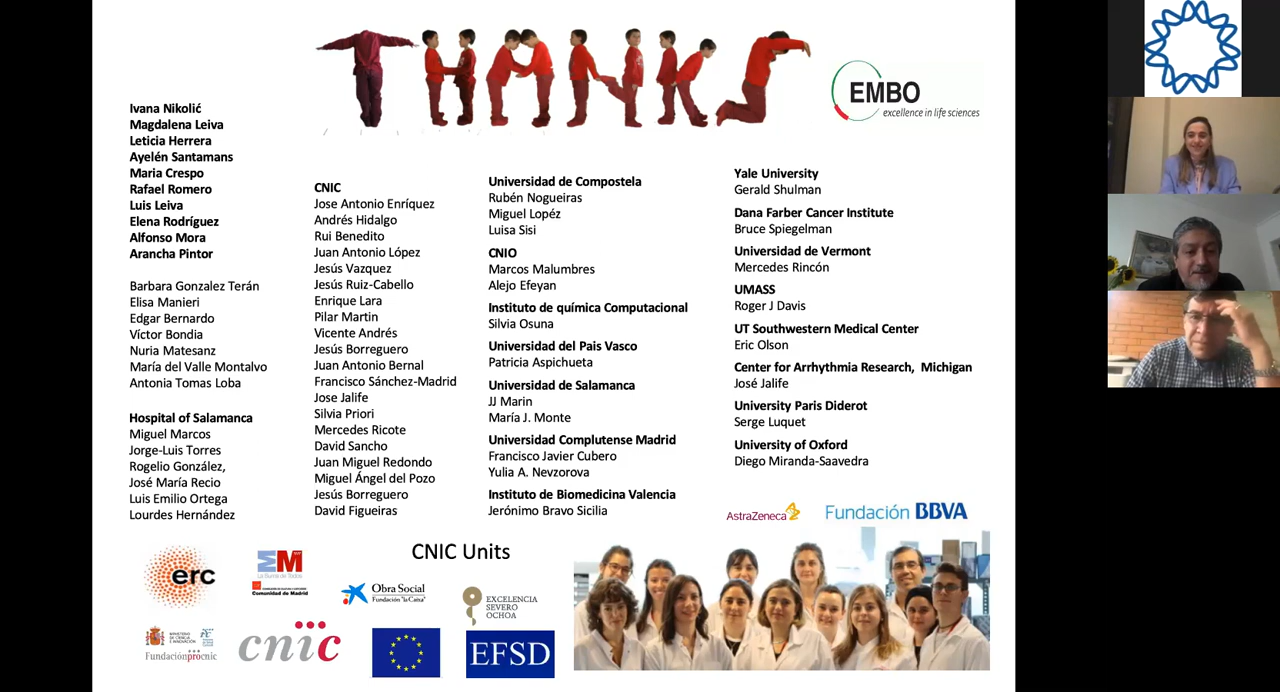 THANKS
EMBO
excellence in life sciences
Ivana Nikolić
Magdalena Leiva
Leticia Herrera
Ayelén Santamans
Maria Crespo
Rafael Romero
Luis Leiva
Elena Rodríguez
Alfonso Mora
Arancha Pintor
Barbara Gonzalez Terán
Elisa Manieri
Edgar Bernardo
Víctor Bondia
Nuria Matesanz
María del Valle Montalvo
Antonia Tomas Loba
Hospital of Salamanca
Miguel Marcos
Jorge-Luis Torres
Rogelio González,
José María Recio
Luis Emilio Ortega
Lourdes Hernández
CNIC
Jose Antonio Enríquez
Andrés Hidalgo
Rui Benedito
Juan Antonio López
Jesús Vazquez
Jesús Ruiz-Cabello
Enrique Lara
Pilar Martin
Vicente Andrés
Jesús Borreguero
Juan Antonio Bernal
Francisco Sánchez-Madrid
Jose Jalife
Silvia Priori
Mercedes Ricote
David Sancho
Juan Miguel Redondo
Miguel Ángel del Pozo
Jesús Borreguero
David Figueiras
Universidad de Compostela
Rubén Nogueiras
Miguel Lopéz
Luisa Sisi
CNIO
Marcos Malumbres
Alejo Efeyan
Instituto de química Computacional
Silvia Osuna
Universidad del Pais Vasco
Patricia Aspichueta
Universidad de Salamanca
JJ Marin
María J. Monte
Universidad Complutense Madrid
Francisco Javier Cubero
Yulia A. Nevzorova
Instituto de Biomedicina Valencia
Jerónimo Bravo Sicilia
Yale University
Gerald Shulman
Dana Farber Cancer Institute
Bruce Spiegelman
Universidad de Vermont
Mercedes Rincón
UMASS
Roger J Davis
UT Southwestern Medical Center
Eric Olson
Center for Arrhythmia Research, Michigan
José Jalife
University Paris Diderot
Serge Luquet
University of Oxford
Diego Miranda-Saavedra
AstraZeneca
Fundación BBVA
CNIC Units
erc
EM
La Suma de Todos
Comunidad de Madrid
Obra Social
Fundación "la Caixa"
EXCELENCIA
SEVERO
OCHOA
MINISTERIO
DE CIENCIA
E INNOVACIÓN
Fundaciónprocnic
cnic
EFSD